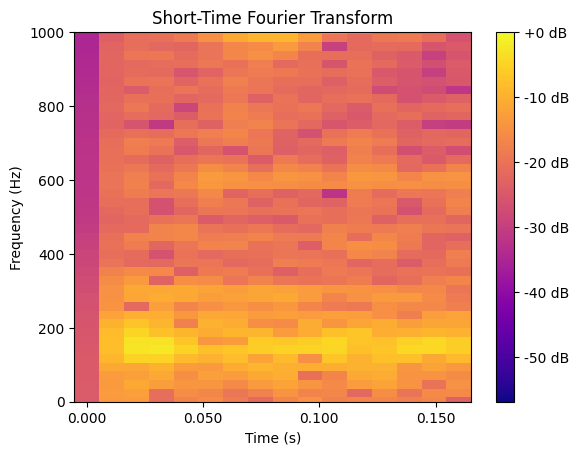 Short-Time Fourier Transform
1000
800
600
400
200
0
Frequency (Hz)
0.000
0.050
0.100
0.150
Time (s)
+0 dB
-10 dB
-20 dB
-30 dB
-40 dB
-50 dB